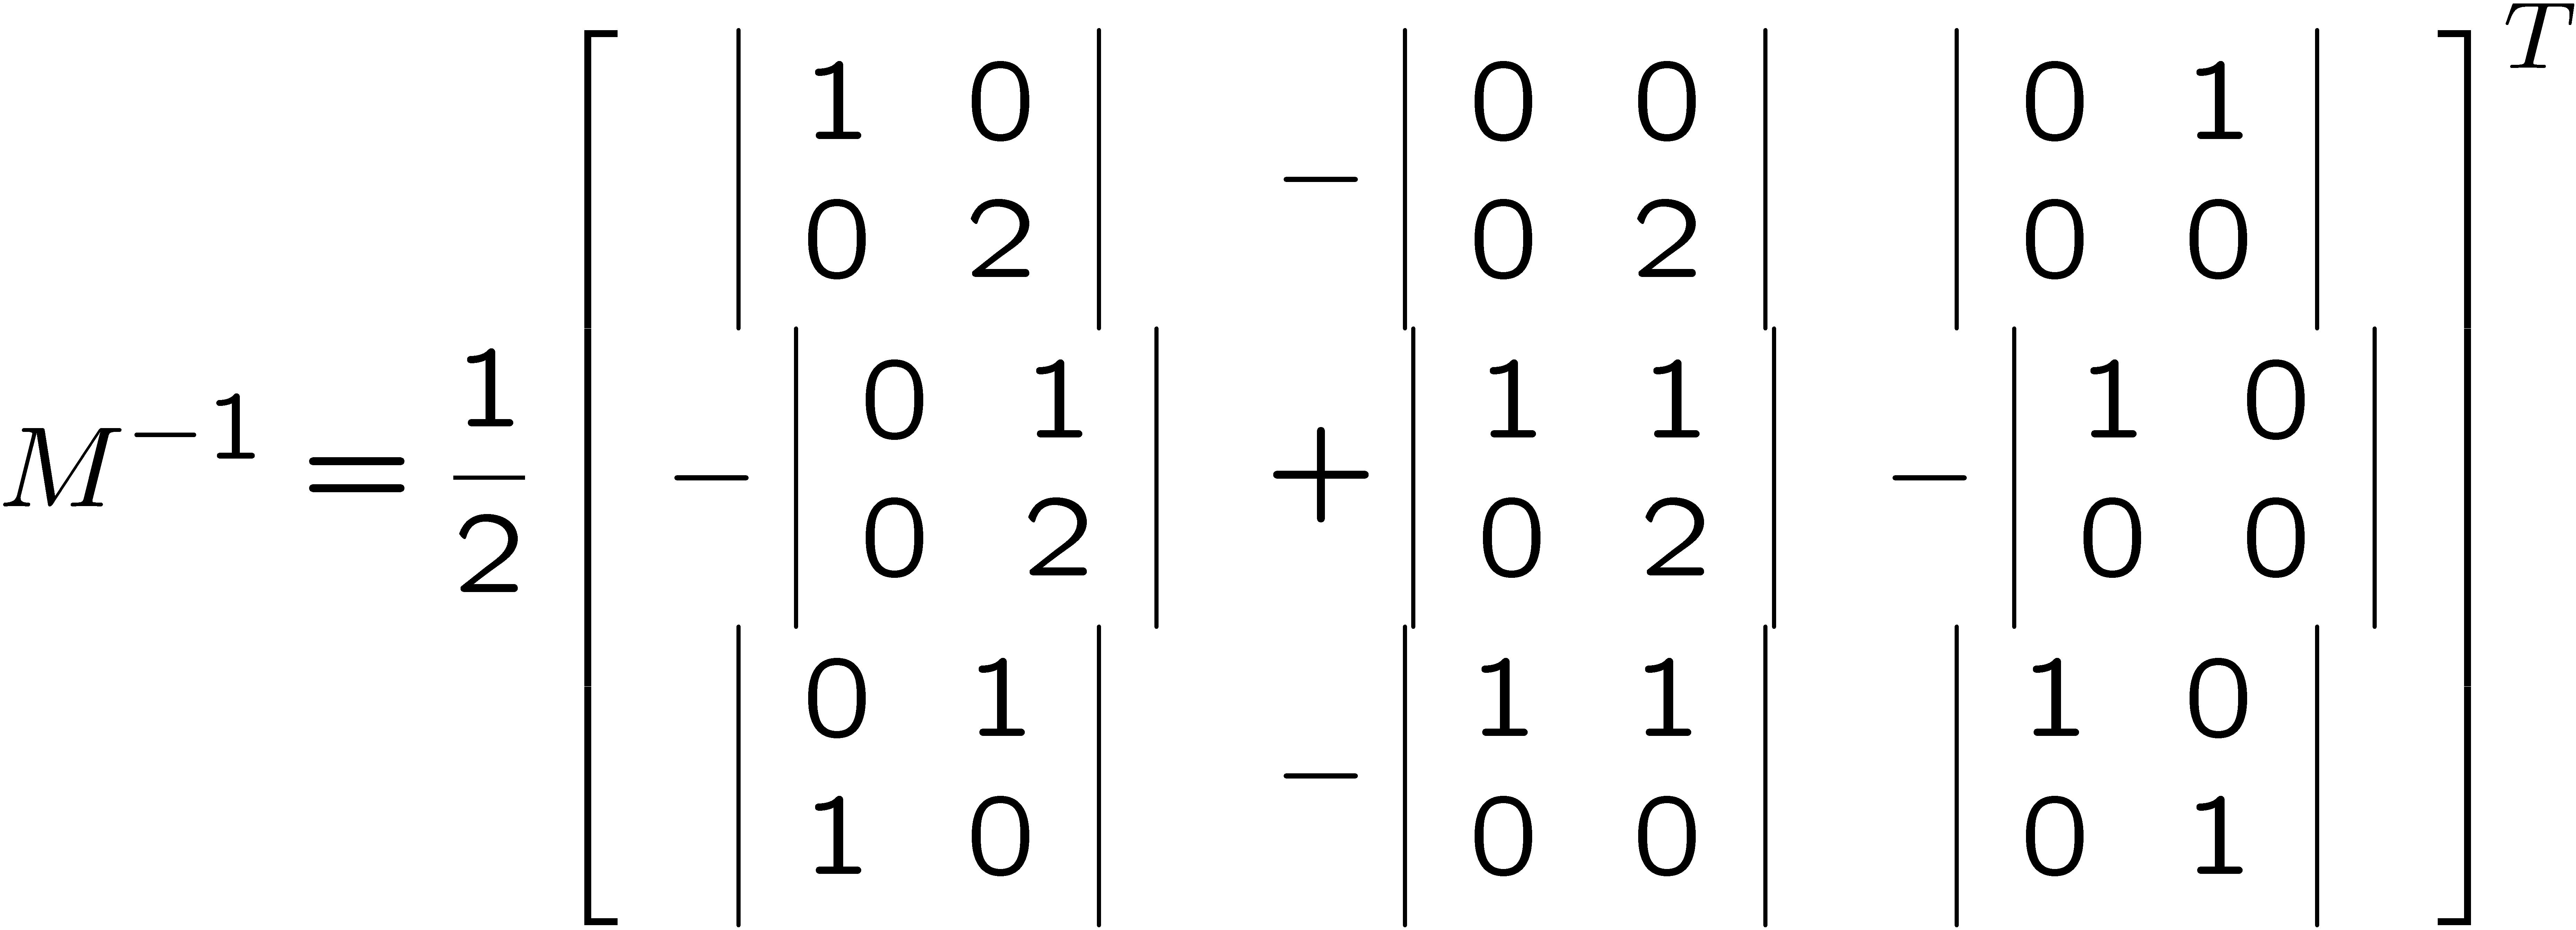 M^{-1} = \frac{1}{2} \begin{bmatrix} \begin{vmatrix} 1 & 0 \\ 0 & 2 \end{vmatrix} & -\begin{vmatrix} 0 & 0 \\ 0 & 2 \end{vmatrix} & \begin{vmatrix} 0 & 1 \\ 0 & 0 \end{vmatrix} \\ -\begin{vmatrix} 0 & 1 \\ 0 & 2 \end{vmatrix} & +\begin{vmatrix} 1 & 1 \\ 0 & 2 \end{vmatrix} & -\begin{vmatrix} 1 & 0 \\ 0 & 0 \end{vmatrix} \\ \begin{vmatrix} 0 & 1 \\ 1 & 0 \end{vmatrix} & -\begin{vmatrix} 1 & 1 \\ 0 & 0 \end{vmatrix} & \begin{vmatrix} 1 & 0 \\ 0 & 1 \end{vmatrix} \end{bmatrix}^T